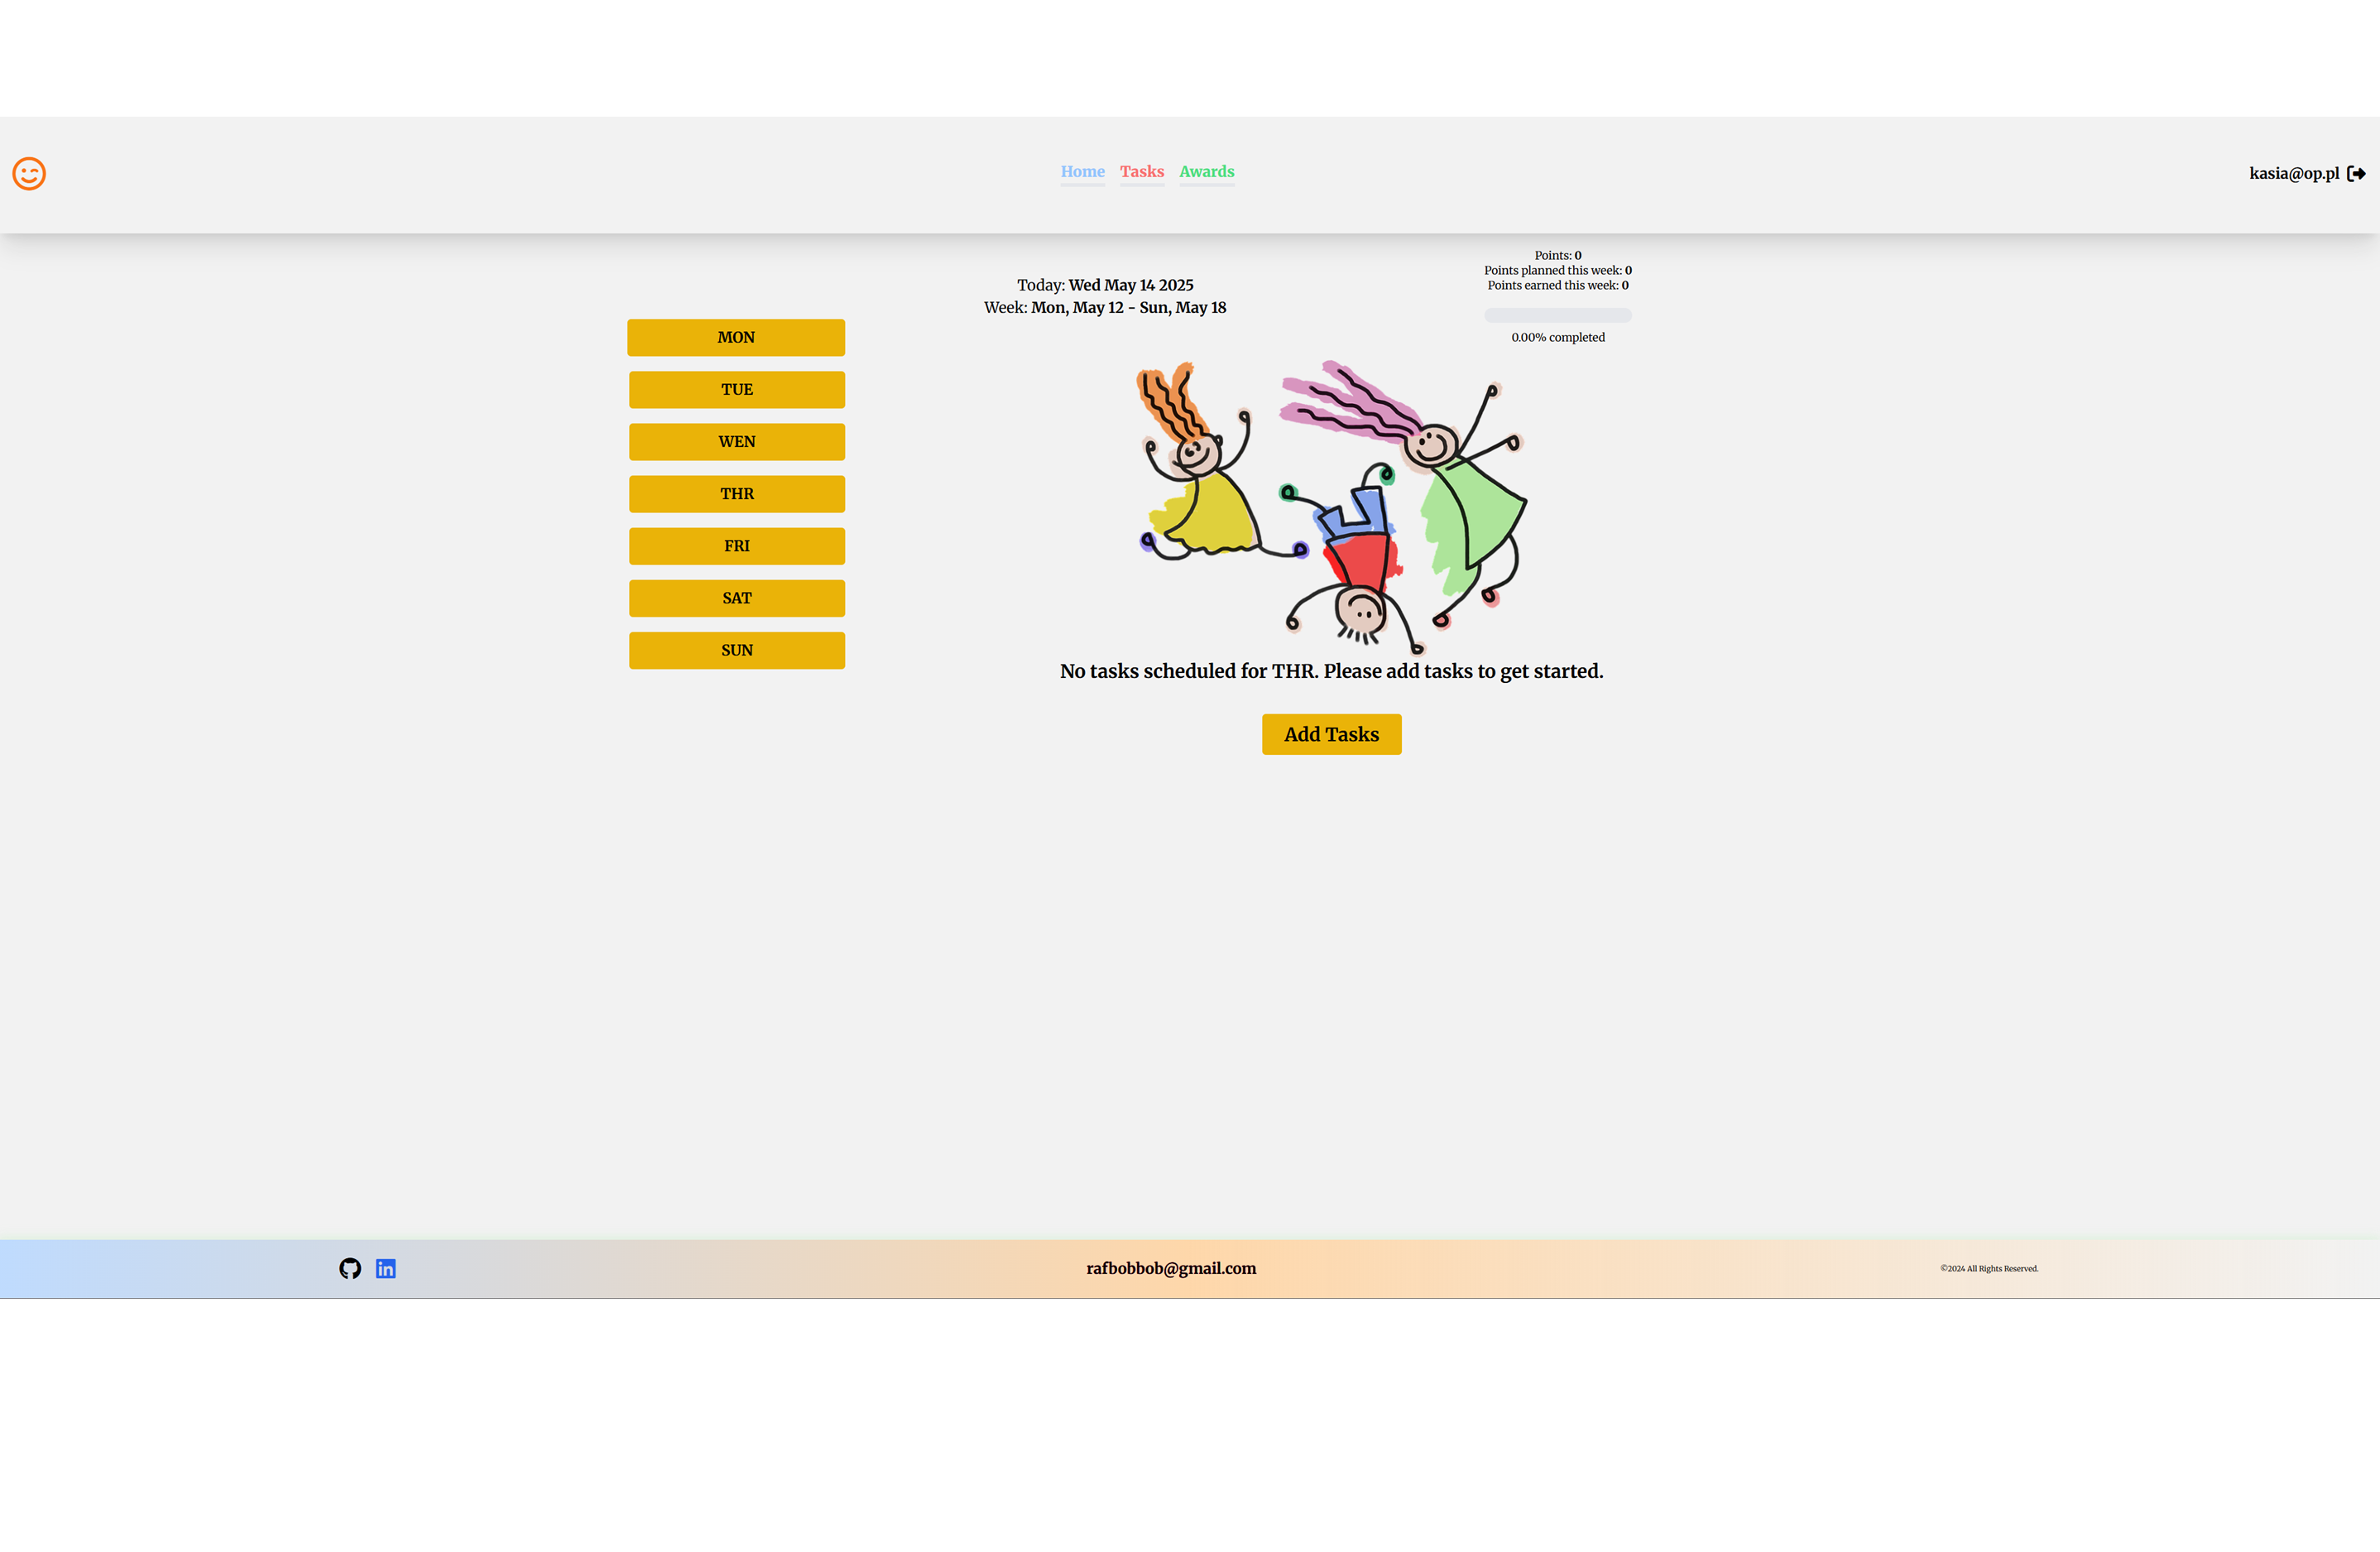 Home Tasks Awards
kasia@op.pl
Points: 0
Points planned this week: 0
Points earned this week: 0
0.00% completed
Today: Wed May 14 2025
Week: Mon, May 12 - Sun, May 18
MON
TUE
WEN
THR
FRI
SAT
SUN
No tasks scheduled for THR. Please add tasks to get started.
Add Tasks
in
rafbobbob@gmail.com
©2024 All Rights Reserved.